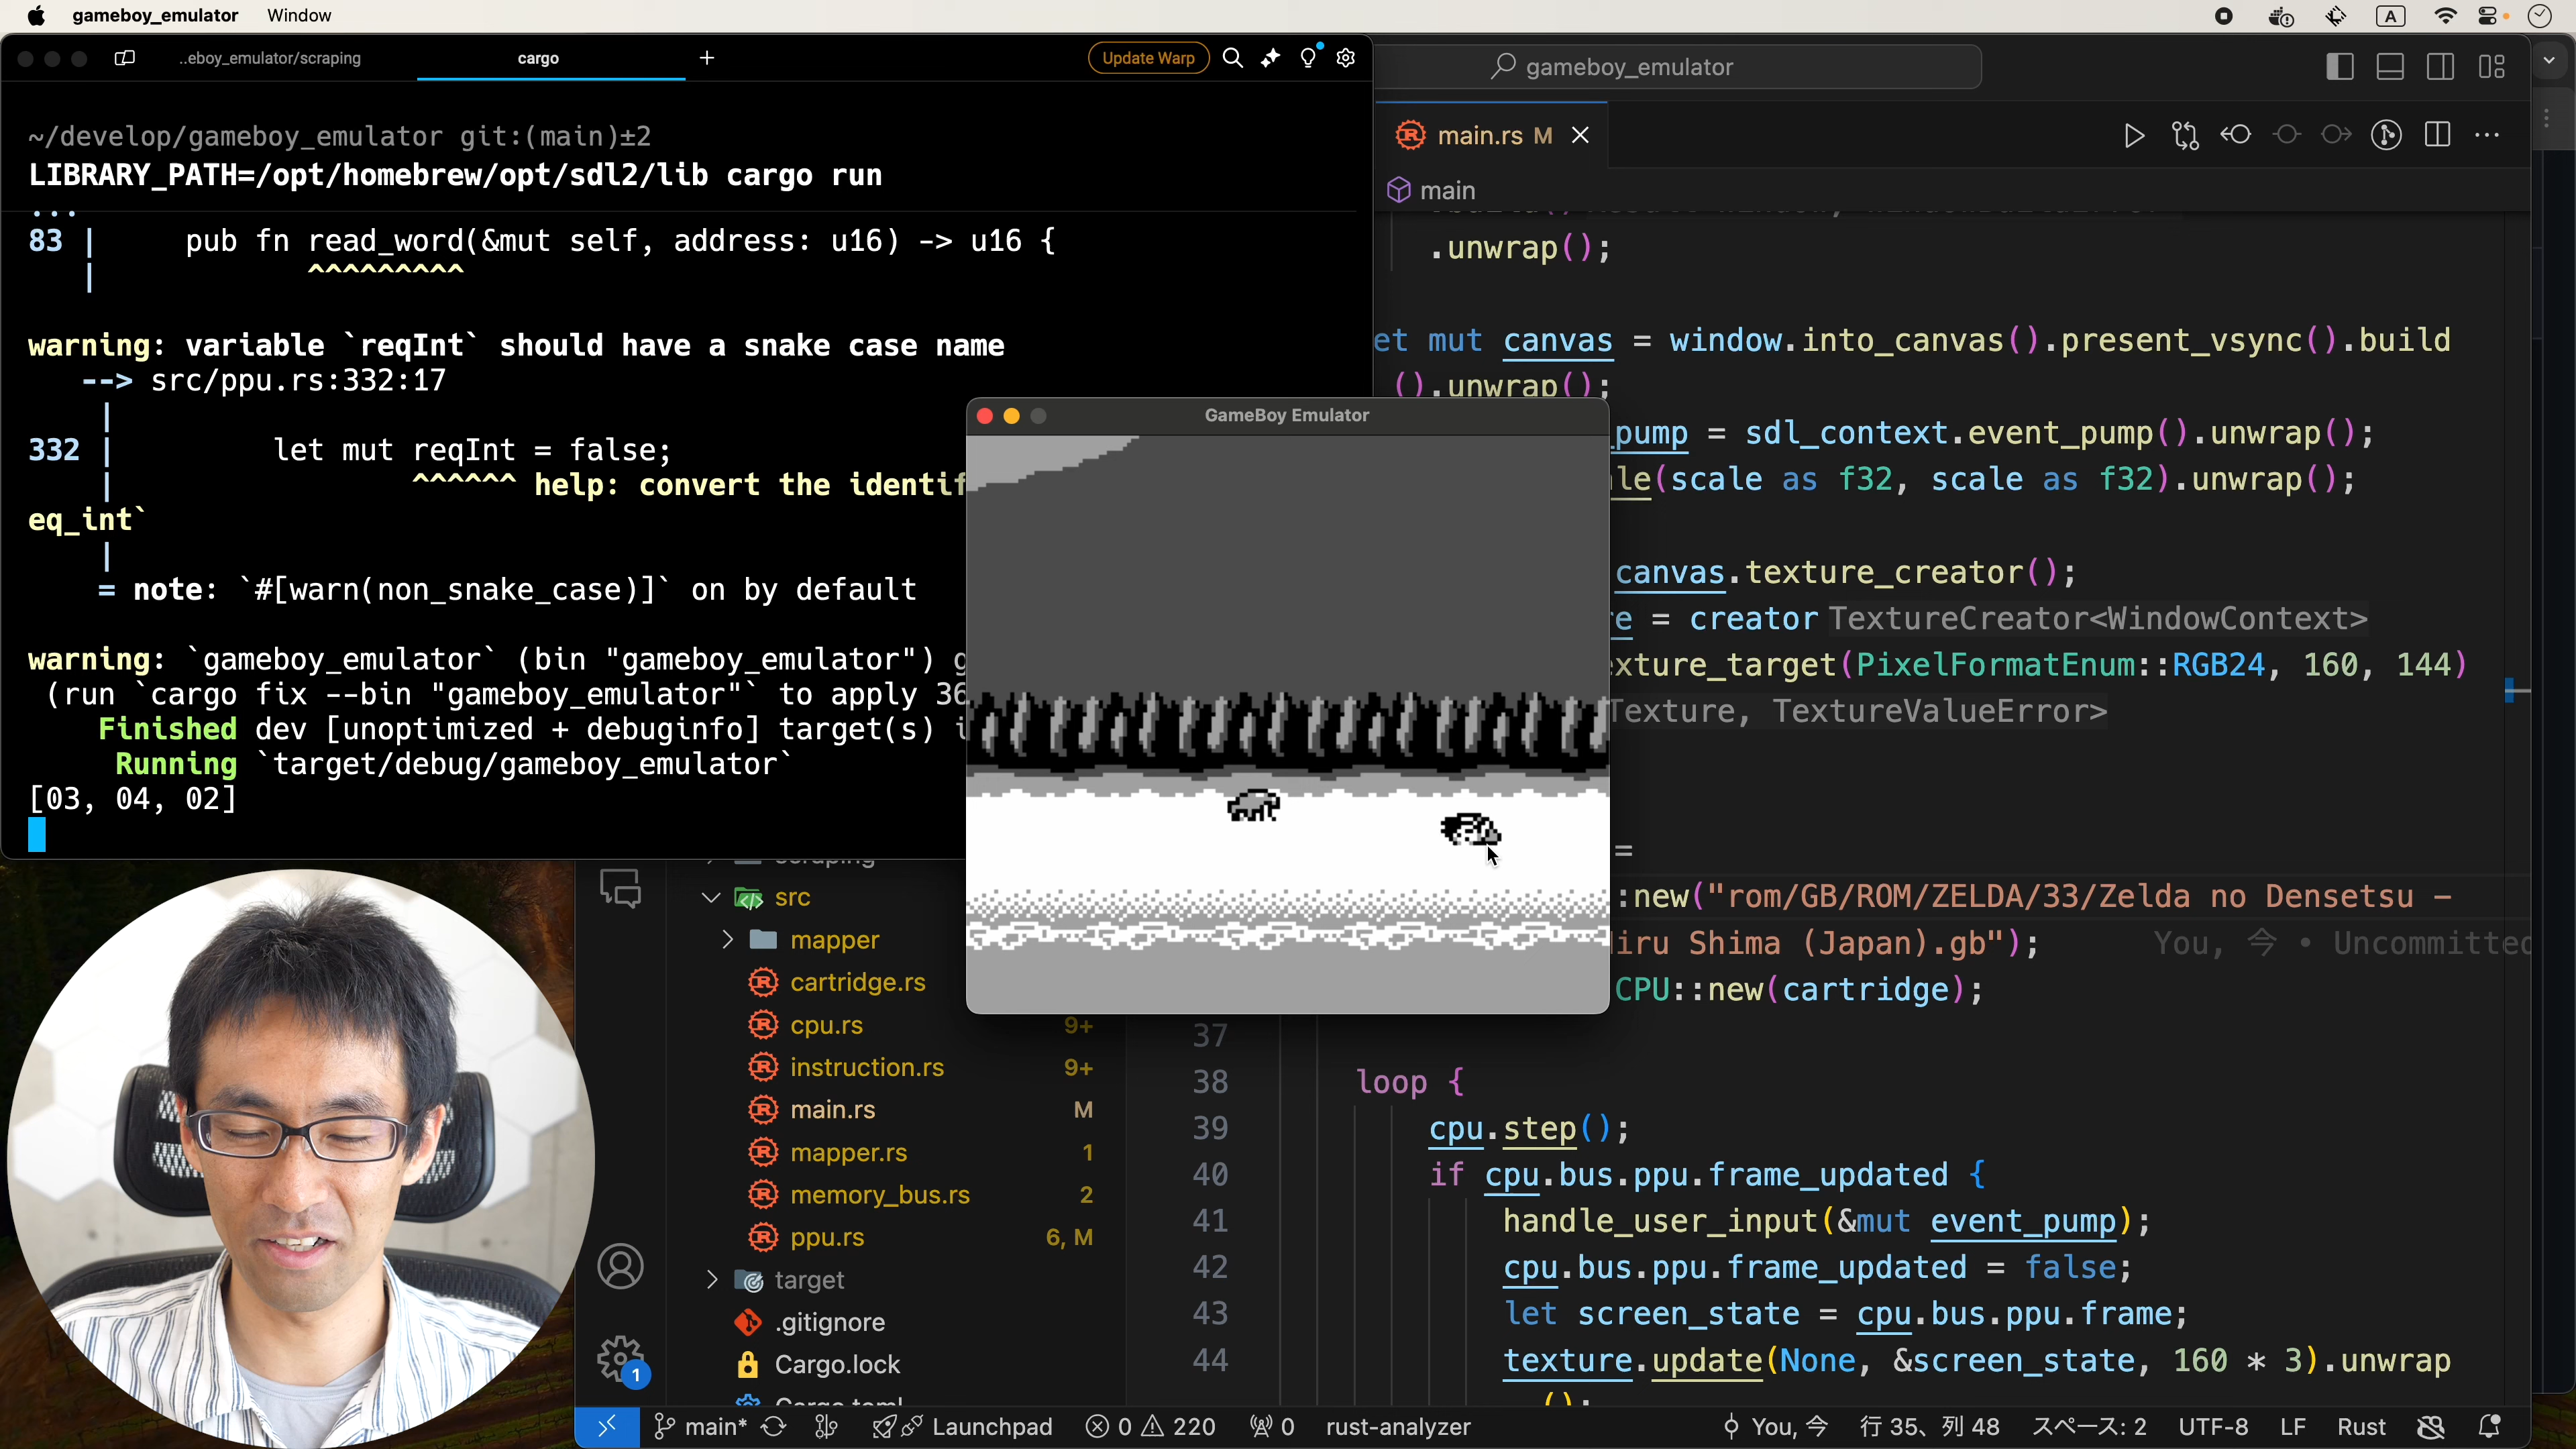 gameboy_emulator Window
A
..eboy_emulator/scraping cargo + Update Warp
~/develop/gameboy_emulator git:(main)±2
LIBRARY_PATH=/opt/homebrew/opt/sdl2/lib cargo run
...
83 | pub fn read_word(&mut self, address: u16) -> u16 {
| ^^^^^^^^^
warning: variable `reqInt` should have a snake case name
--> src/ppu.rs:332:17
|
332 | let mut reqInt = false;
| ^^^^^^ help: convert the identif
eq_int`
|
= note: `#[warn(non_snake_case)]` on by default
warning: `gameboy_emulator` (bin "gameboy_emulator") g
(run `cargo fix --bin "gameboy_emulator"` to apply 36
Finished dev [unoptimized + debuginfo] target(s) i
Running `target/debug/gameboy_emulator`
[03, 04, 02]
GameBoy Emulator
gameboy_emulator
main.rs M
main
.unwrap();
et mut canvas = window.into_canvas().present_vsync().build
().unwrap();
_pump = sdl_context.event_pump().unwrap();
le(scale as f32, scale as f32).unwrap();
canvas.texture_creator();
e = creator TextureCreator<WindowContext>
exture_target(PixelFormatEnum::RGB24, 160, 144)
Texture, TextureValueError>
=
:new("rom/GB/ROM/ZELDA/33/Zelda no Densetsu -
iru Shima (Japan).gb"); You, 今 • Uncommitted
CPU::new(cartridge);
37
38 loop {
39 cpu.step();
40 if cpu.bus.ppu.frame_updated {
41 handle_user_input(&mut event_pump);
42 cpu.bus.ppu.frame_updated = false;
43 let screen_state = cpu.bus.ppu.frame;
44 texture.update(None, &screen_state, 160 * 3).unwrap
();
scraping
src
mapper
cartridge.rs
cpu.rs 9+
instruction.rs 9+
main.rs M
mapper.rs 1
memory_bus.rs 2
ppu.rs 6, M
target
.gitignore
Cargo.lock
Cargo.toml
1
main* Launchpad 0 220 0 rust-analyzer You, 今 行 35、列 48 スペース: 2 UTF-8 LF Rust